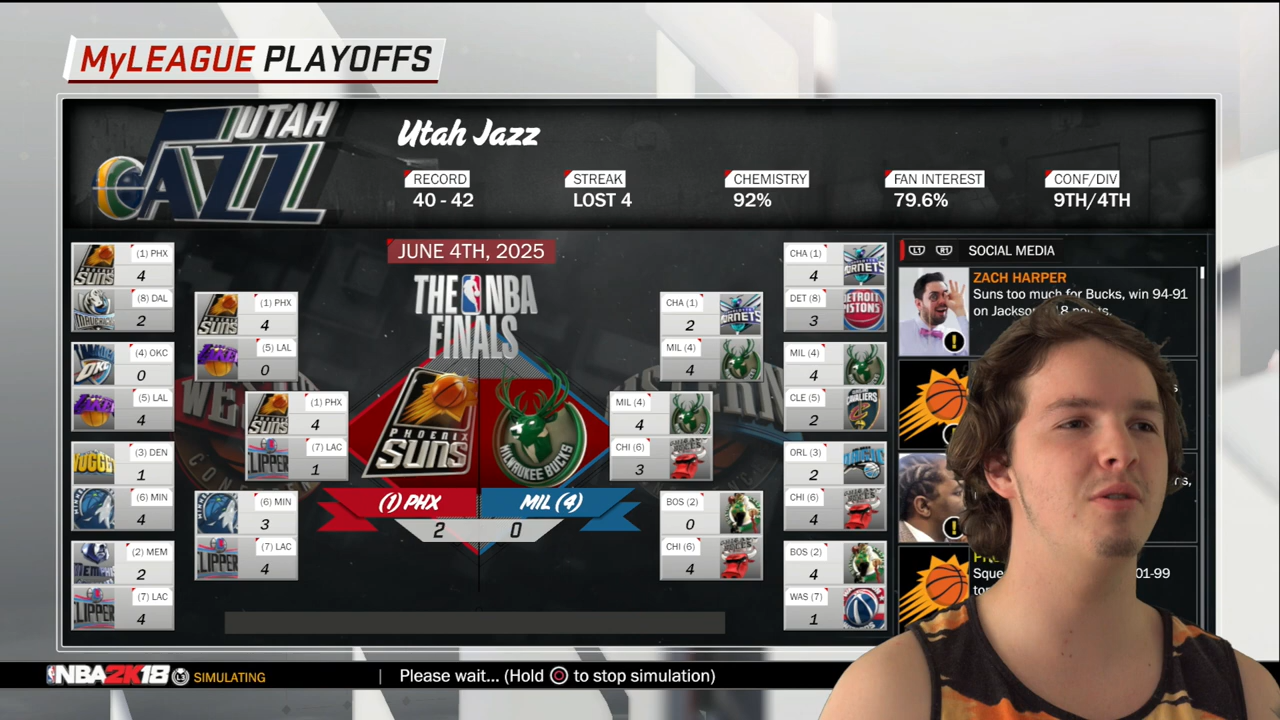 MyLEAGUE PLAYOFFS
UTAH
JAZZ
Utah Jazz
RECORD
40 - 42
STREAK
LOST 4
CHEMISTRY
92%
FAN INTEREST
79.6%
CONF/DIV
9TH/4TH
(1) PHX
4
(8) DAL
2
(4) OKC
0
(5) LAL
4
(3) DEN
1
(6) MIN
4
(2) MEM
2
(7) LAC
4
(1) PHX
4
(5) LAL
0
(6) MIN
3
(7) LAC
4
(1) PHX
4
(7) LAC
1
JUNE 4TH, 2025
THE NBA
FINALS
PHOENIX
SUNS
MILWAUKEE BUCKS
(1) PHX
MIL (4)
2
0
MIL (4)
4
CHI (6)
3
CHA (1)
2
MIL (4)
4
BOS (2)
0
CHI (6)
4
CHA (1)
4
DET (8)
3
MIL (4)
4
CLE (5)
2
ORL (3)
2
CHI (6)
4
BOS (2)
4
WAS (7)
1
L1 R1 SOCIAL MEDIA
ZACH HARPER
Suns too much for Bucks, win 94-91
on Jackson
NBA 2K18 SIMULATING
Please wait... (Hold to stop simulation)